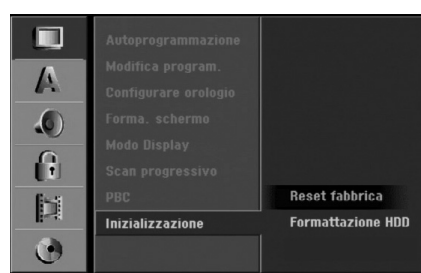 Autoprogrammazione
Modifica program.
Configurare orologio
Forma. schermo
Modo Display
Scan progressivo
PBC
Inizializzazione
Reset fabbrica
Formattazione HDD